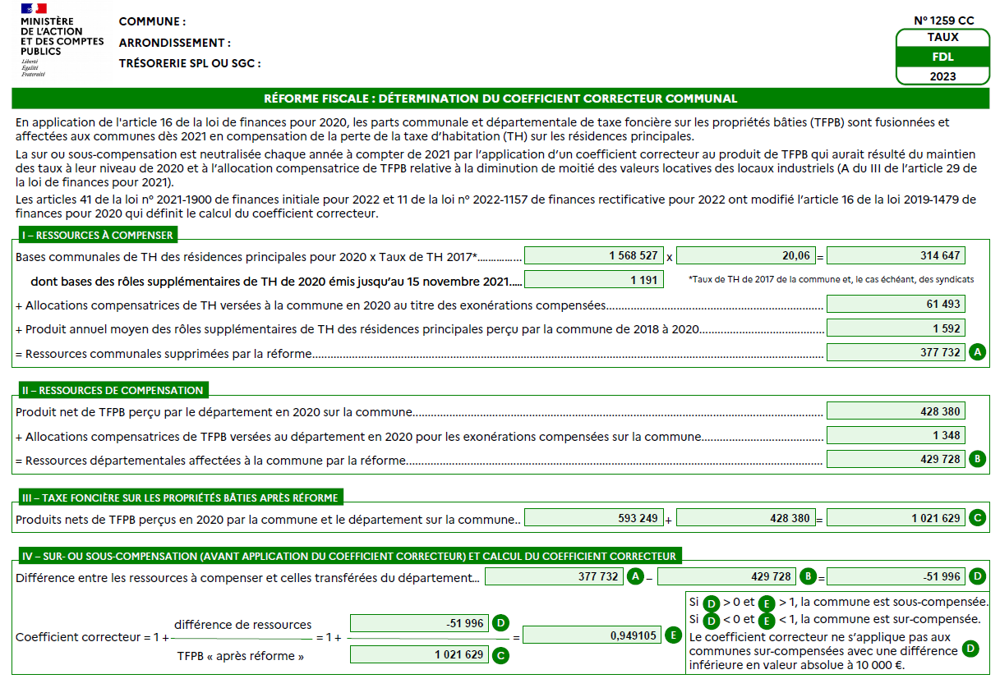 MINISTÈRE
DE L'ACTION
ET DES COMPTES
PUBLICS
Liberté
Égalité
Fraternité
COMMUNE :
ARRONDISSEMENT :
TRÉSORERIE SPL OU SGC :
N° 1259 CC
TAUX
FDL
2023
RÉFORME FISCALE : DÉTERMINATION DU COEFFICIENT CORRECTEUR COMMUNAL
En application de l'article 16 de la loi de finances pour 2020, les parts communale et départementale de taxe foncière sur les propriétés bâties (TFPB) sont fusionnées et
affectées aux communes dès 2021 en compensation de la perte de la taxe d'habitation (TH) sur les résidences principales.
La sur ou sous-compensation est neutralisée chaque année à compter de 2021 par l'application d'un coefficient correcteur au produit de TFPB qui aurait résulté du maintien
des taux à leur niveau de 2020 et à l'allocation compensatrice de TFPB relative à la diminution de moitié des valeurs locatives des locaux industriels (A du III de l'article 29 de
la loi de finances pour 2021).
Les articles 41 de la loi n° 2021-1900 de finances initiale pour 2022 et 11 de la loi n° 2022-1157 de finances rectificative pour 2022 ont modifié l'article 16 de la loi 2019-1479 de
finances pour 2020 qui définit le calcul du coefficient correcteur.
I – RESSOURCES À COMPENSER
Bases communales de TH des résidences principales pour 2020 x Taux de TH 2017*............... 1 568 527 x 20,06 = 314 647
dont bases des rôles supplémentaires de TH de 2020 émis jusqu'au 15 novembre 2021..... 1 191 *Taux de TH de 2017 de la commune et, le cas échéant, des syndicats
+ Allocations compensatrices de TH versées à la commune en 2020 au titre des exonérations compensées.......... 61 493
+ Produit annuel moyen des rôles supplémentaires de TH des résidences principales perçu par la commune de 2018 à 2020.......... 1 592
= Ressources communales supprimées par la réforme.......... 377 732 A
II – RESSOURCES DE COMPENSATION
Produit net de TFPB perçu par le département en 2020 sur la commune.......... 428 380
+ Allocations compensatrices de TFPB versées au département en 2020 pour les exonérations compensées sur la commune.......... 1 348
= Ressources départementales affectées à la commune par la réforme.......... 429 728 B
III – TAXE FONCIÈRE SUR LES PROPRIÉTÉS BÂTIES APRÈS RÉFORME
Produits nets de TFPB perçus en 2020 par la commune et le département sur la commune.. 593 249 + 428 380 = 1 021 629 C
IV – SUR- OU SOUS-COMPENSATION (AVANT APPLICATION DU COEFFICIENT CORRECTEUR) ET CALCUL DU COEFFICIENT CORRECTEUR
Différence entre les ressources à compenser et celles transférées du département... 377 732 A – 429 728 B = -51 996 D
différence de ressources -51 996 D
Coefficient correcteur = 1 + = 1 + = 0,949105 E
TFPB « après réforme » 1 021 629 C
Si D > 0 et E > 1, la commune est sous-compensée.
Si D < 0 et E < 1, la commune est sur-compensée.
Le coefficient correcteur ne s'applique pas aux
communes sur-compensées avec une différence D
inférieure en valeur absolue à 10 000 €.